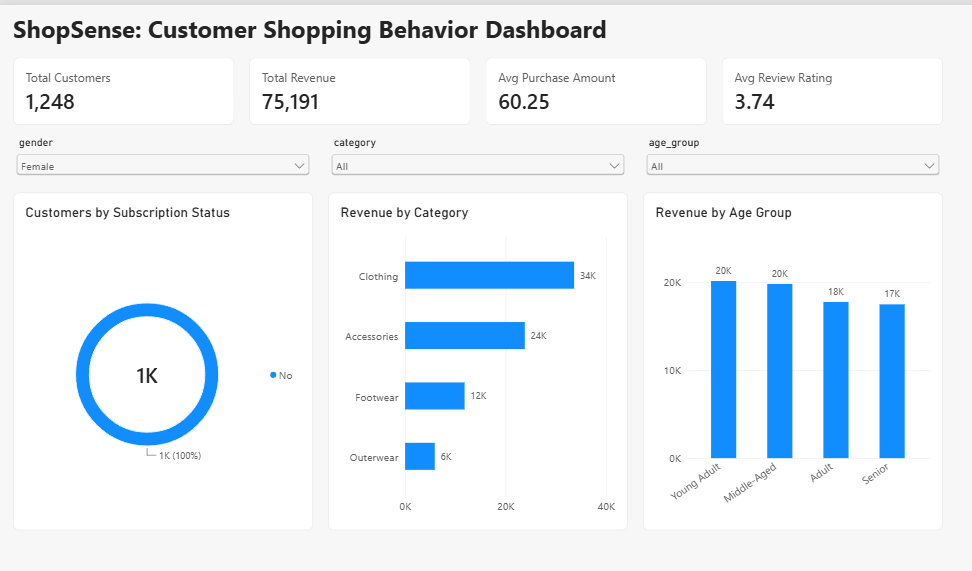 ShopSense: Customer Shopping Behavior Dashboard
Total Customers
1,248
Total Revenue
75,191
Avg Purchase Amount
60.25
Avg Review Rating
3.74
gender
Female
category
All
age_group
All
Customers by Subscription Status
1K
No
1K (100%)
Revenue by Category
Clothing 34K
Accessories 24K
Footwear 12K
Outerwear 6K
0K 20K 40K
Revenue by Age Group
20K 20K 18K 17K
20K
10K
0K
Young Adult Middle-Aged Adult Senior